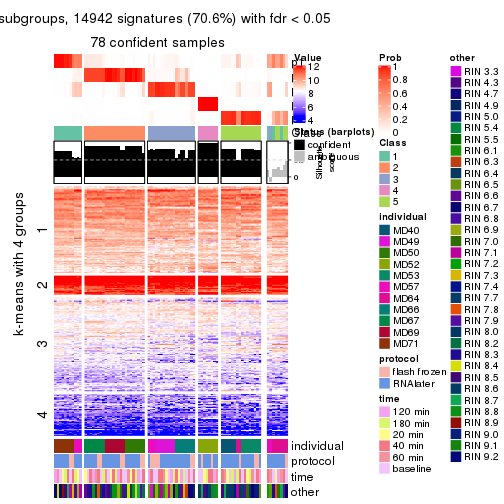 subgroups, 14942 signatures (70.6%) with fdr < 0.05
78 confident samples
k-means with 4 groups
1
2
3
4
individual
protocol
time
other
Value
12
10
8
6
4
Status (barplots)
confident
ambiguous
Silhouette
score
0
Prob
1
0.8
0.6
0.4
0.2
0
Class
1
2
3
4
5
individual
MD40
MD49
MD50
MD52
MD53
MD57
MD64
MD66
MD67
MD69
MD71
protocol
flash frozen
RNAlater
time
120 min
180 min
20 min
40 min
60 min
baseline
other
RIN 3.3
RIN 4.3
RIN 4.7
RIN 4.9
RIN 5.0
RIN 5.4
RIN 5.5
RIN 6.1
RIN 6.3
RIN 6.4
RIN 6.5
RIN 6.6
RIN 6.7
RIN 6.8
RIN 6.9
RIN 7.0
RIN 7.1
RIN 7.2
RIN 7.3
RIN 7.4
RIN 7.7
RIN 7.8
RIN 7.9
RIN 8.0
RIN 8.2
RIN 8.3
RIN 8.4
RIN 8.5
RIN 8.6
RIN 8.7
RIN 8.8
RIN 8.9
RIN 9.0
RIN 9.1
RIN 9.2